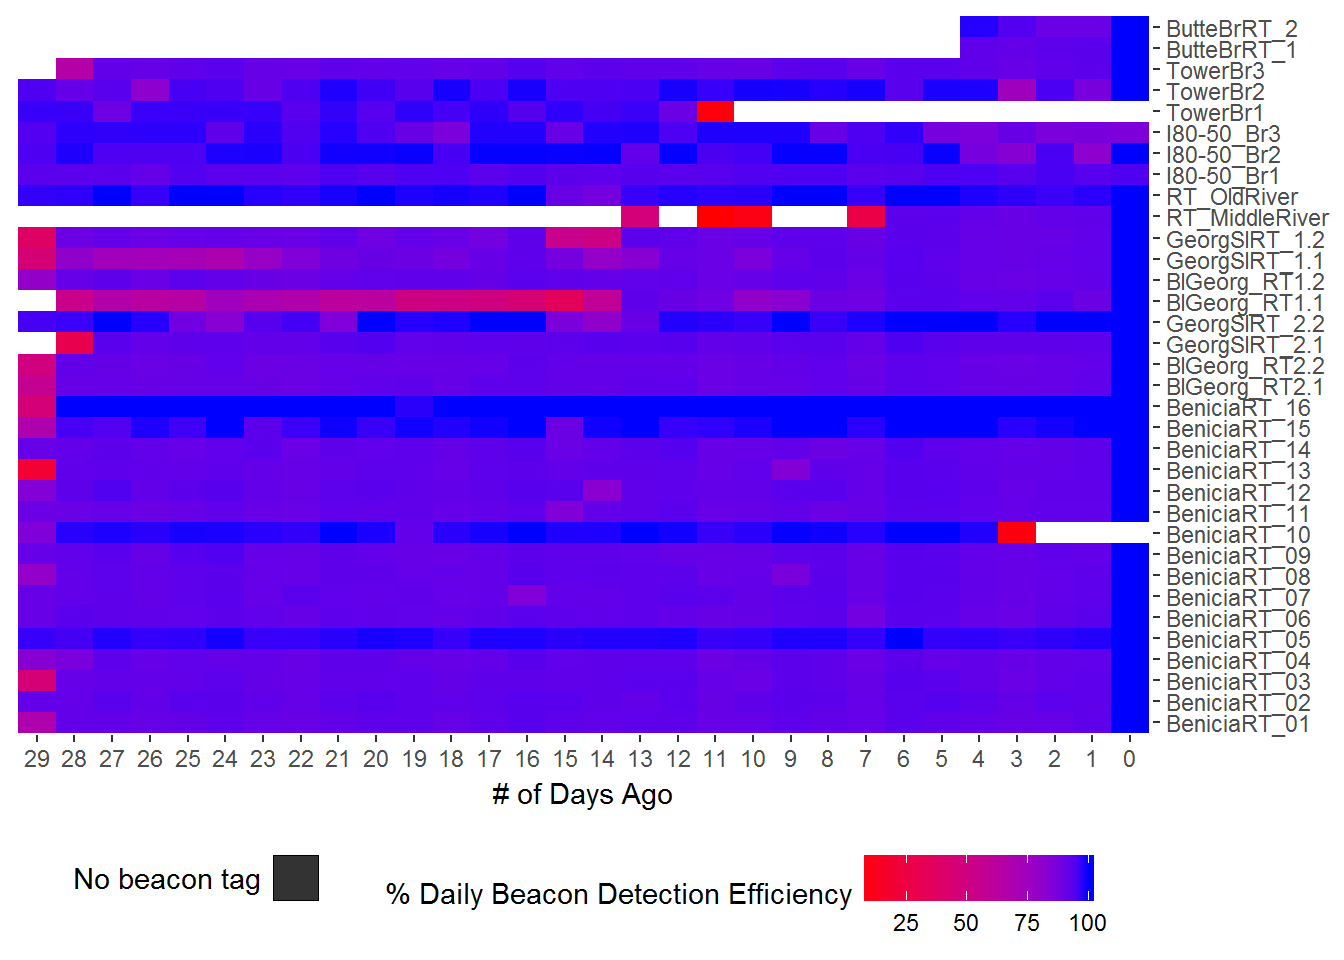 ButteBrRT_2
ButteBrRT_1
TowerBr3
TowerBr2
TowerBr1
I80-50_Br3
I80-50_Br2
I80-50_Br1
RT_OldRiver
RT_MiddleRiver
GeorgSlRT_1.2
GeorgSlRT_1.1
BlGeorg_RT1.2
BlGeorg_RT1.1
GeorgSlRT_2.2
GeorgSlRT_2.1
BlGeorg_RT2.2
BlGeorg_RT2.1
BeniciaRT_16
BeniciaRT_15
BeniciaRT_14
BeniciaRT_13
BeniciaRT_12
BeniciaRT_11
BeniciaRT_10
BeniciaRT_09
BeniciaRT_08
BeniciaRT_07
BeniciaRT_06
BeniciaRT_05
BeniciaRT_04
BeniciaRT_03
BeniciaRT_02
BeniciaRT_01
29 28 27 26 25 24 23 22 21 20 19 18 17 16 15 14 13 12 11 10 9 8 7 6 5 4 3 2 1 0
# of Days Ago
No beacon tag
% Daily Beacon Detection Efficiency
25 50 75 100